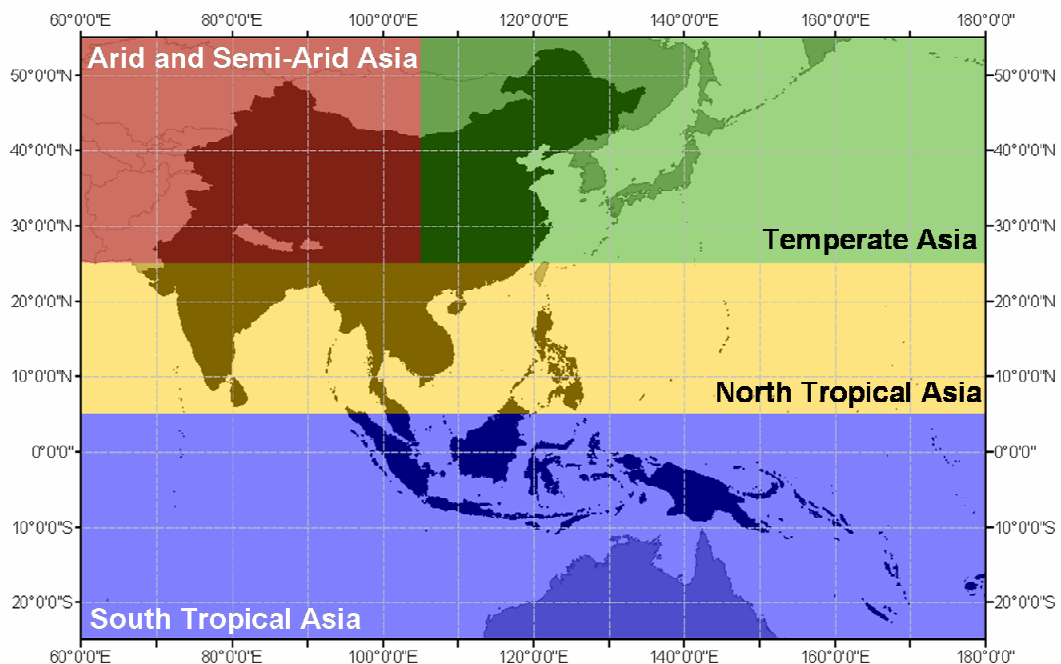 60°0'0"E 80°0'0"E 100°0'0"E 120°0'0"E 140°0'0"E 160°0'0"E 180°0'0"
Arid and Semi-Arid Asia
50°0'0"N 50°0'0"N
40°0'0"N 40°0'0"N
30°0'0"N 30°0'0"N
Temperate Asia
20°0'0"N 20°0'0"N
10°0'0"N 10°0'0"N
North Tropical Asia
0°0'0" 0°0'0"
10°0'0"S 10°0'0"S
20°0'0"S 20°0'0"S
South Tropical Asia
60°0'0"E 80°0'0"E 100°0'0"E 120°0'0"E 140°0'0"E 160°0'0"E 180°0'0"